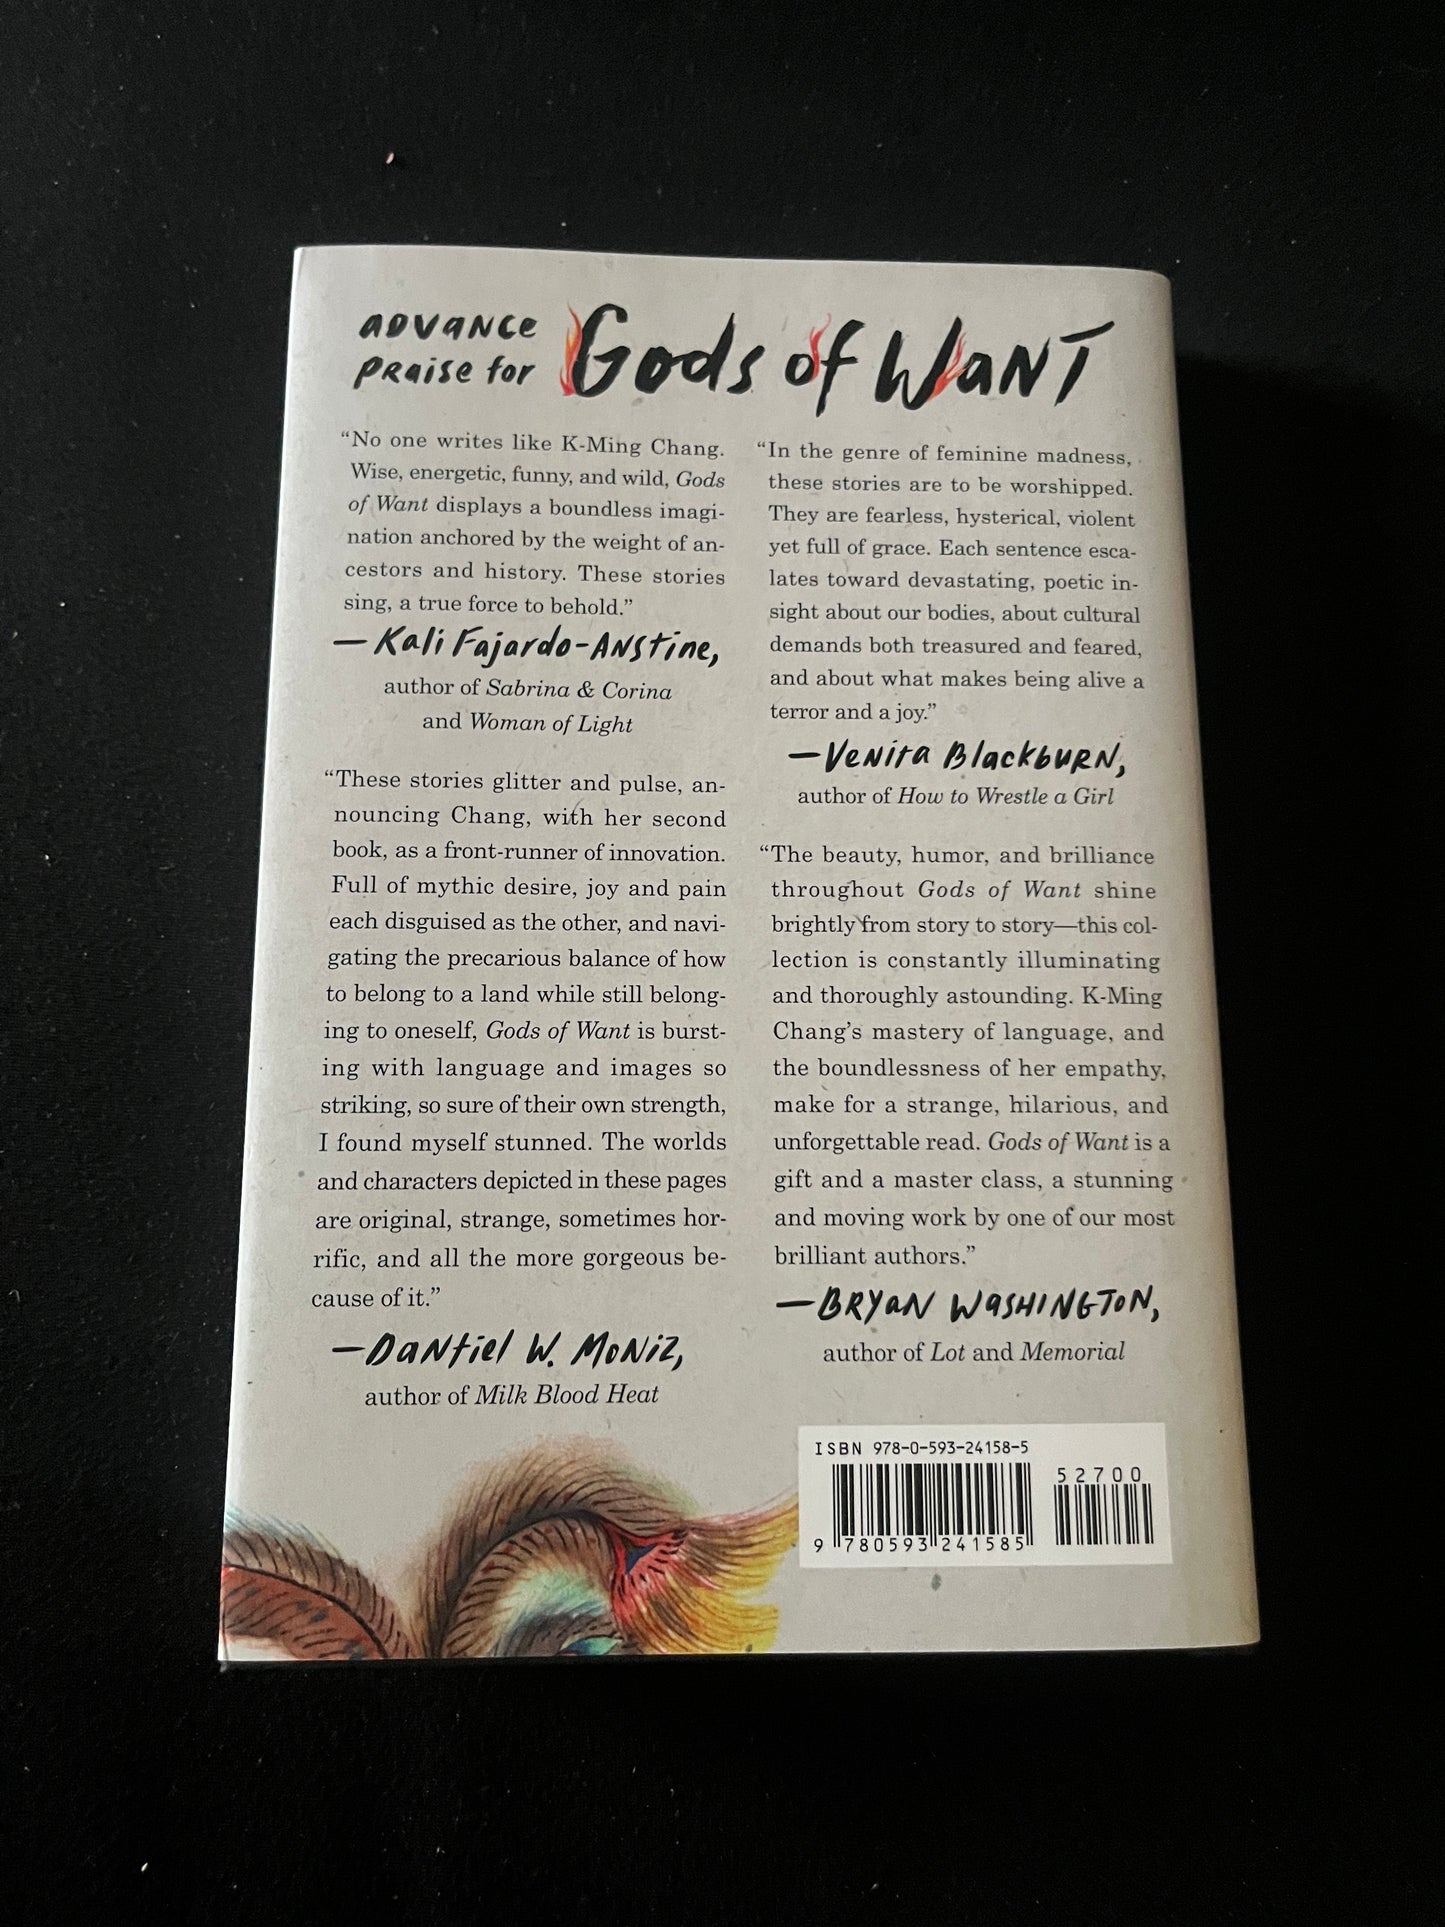 ADVANCE
PRaise for
Gods of WaNT
“No one writes like K-Ming Chang.
Wise, energetic, funny, and wild, Gods
of Want displays a boundless imagi-
nation anchored by the weight of an-
cestors and history. These stories
sing, a true force to behold.”
—Kali Fajardo-Anstine,
author of Sabrina & Corina
and Woman of Light
“These stories glitter and pulse, an-
nouncing Chang, with her second
book, as a front-runner of innovation.
Full of mythic desire, joy and pain
each disguised as the other, and navi-
gating the precarious balance of how
to belong to a land while still belong-
ing to oneself, Gods of Want is burst-
ing with language and images so
striking, so sure of their own strength,
I found myself stunned. The worlds
and characters depicted in these pages
are original, strange, sometimes hor-
rific, and all the more gorgeous be-
cause of it.”
—Dantiel W. Moniz,
author of Milk Blood Heat
“In the genre of feminine madness,
these stories are to be worshipped.
They are fearless, hysterical, violent
yet full of grace. Each sentence esca-
lates toward devastating, poetic in-
sight about our bodies, about cultural
demands both treasured and feared,
and about what makes being alive a
terror and a joy.”
—Venita Blackburn,
author of How to Wrestle a Girl
“The beauty, humor, and brilliance
throughout Gods of Want shine
brightly from story to story—this col-
lection is constantly illuminating
and thoroughly astounding. K-Ming
Chang’s mastery of language, and
the boundlessness of her empathy,
make for a strange, hilarious, and
unforgettable read. Gods of Want is a
gift and a master class, a stunning
and moving work by one of our most
brilliant authors.”
—Bryan Washington,
author of Lot and Memorial
ISBN 978-0-593-24158-5
52700
9 780593 241585